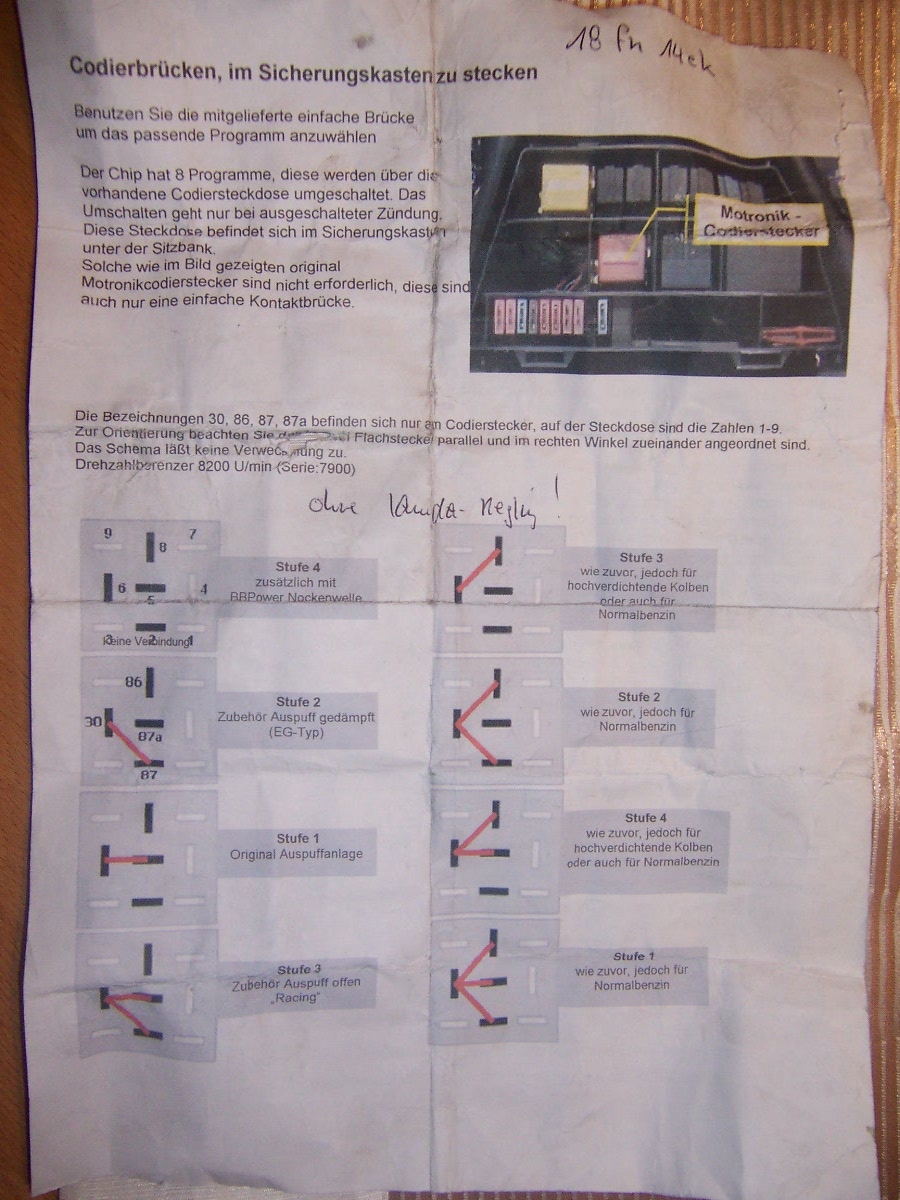 18 fn 14ek
Codierbrücken, im Sicherungskasten zu stecken
Benutzen Sie die mitgelieferte einfache Brücke
um das passende Programm anzuwählen
Der Chip hat 8 Programme, diese werden über die
vorhandene Codiersteckdose umgeschaltet. Das
Umschalten geht nur bei ausgeschalteter Zündung.
Diese Steckdose befindet sich im Sicherungskasten
unter der Sitzbank.
Solche wie im Bild gezeigten original
Motronikcodierstecker sind nicht erforderlich, diese sind
auch nur eine einfache Kontaktbrücke.
Motronik -
Codierstecker
Die Bezeichnungen 30, 86, 87, 87a befinden sich nur am Codierstecker, auf der Steckdose sind die Zahlen 1-9.
Zur Orientierung beachten Sie Flachstecker parallel und im rechten Winkel zueinander angeordnet sind.
Das Schema läßt keine Verwechslung zu.
Drehzahlberenzer 8200 U/min (Serie:7900)
ohne Lampda-
9 7
8
6 4
5
3 2 1
Keine Verbindung
Stufe 4
zusätzlich mit
BBPower Nockenwelle
86
30
87a
87
Stufe 2
Zubehör Auspuff gedämpft
(EG-Typ)
Stufe 1
Original Auspuffanlage
Stufe 3
Zubehör Auspuff offen
„Racing"
Stufe 3
wie zuvor, jedoch für
hochverdichtende Kolben
oder auch für
Normalbenzin
Stufe 2
wie zuvor, jedoch für
Normalbenzin
Stufe 4
wie zuvor, jedoch für
hochverdichtende Kolben
oder auch für Normalbenzin
Stufe 1
wie zuvor, jedoch für
Normalbenzin